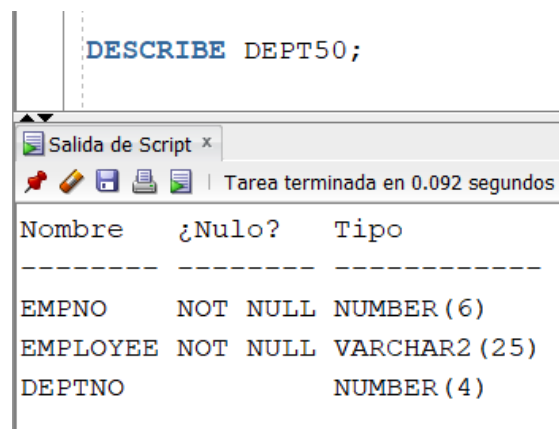 DESCRIBE DEPT50;
Salida de Script x
Tarea terminada en 0.092 segundos
Nombre ¿Nulo? Tipo
-------- -------- ------------
EMPNO NOT NULL NUMBER(6)
EMPLOYEE NOT NULL VARCHAR2(25)
DEPTNO NUMBER(4)